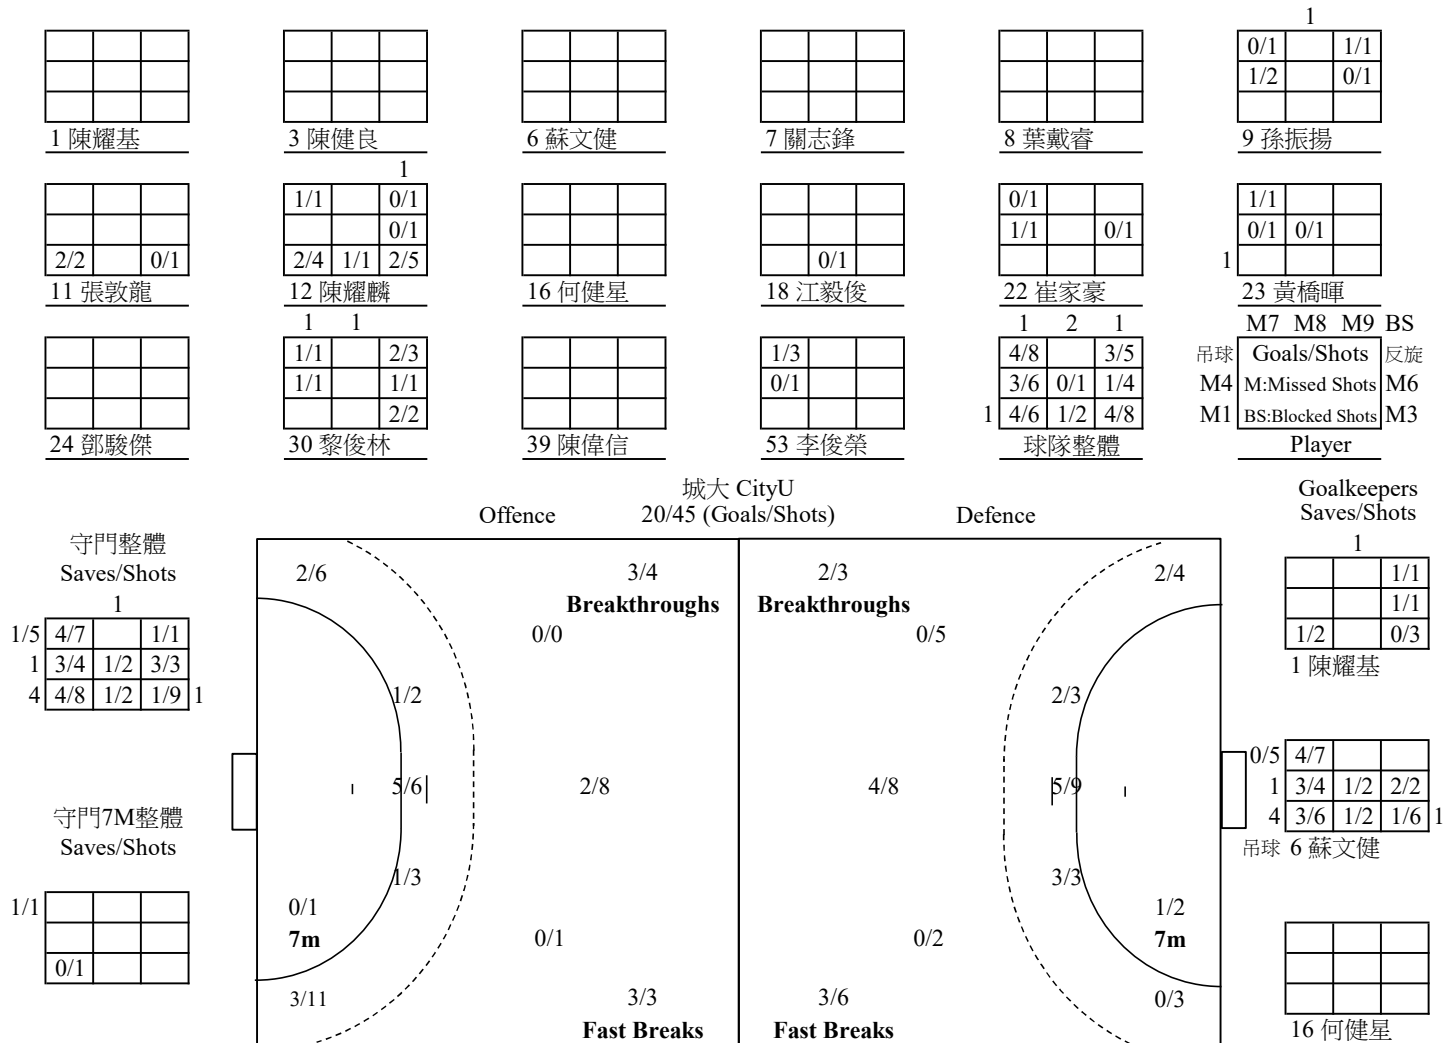 1
0/1 1/1
1/2 0/1
1 陳耀基 3 陳健良 6 蘇文健 7 關志鋒 8 葉戴睿 9 孫振揚
1
1/1 0/1 0/1 1/1
0/1 1/1 0/1 0/1 0/1
2/2 0/1 2/4 1/1 2/5 0/1 1
11 張敦龍 12 陳耀麟 16 何健星 18 江毅俊 22 崔家豪 23 黃橋暉
1 1 1 2 1 M7 M8 M9 BS
1/1 2/3 1/3 4/8 3/5 吊球 Goals/Shots 反旋
1/1 1/1 0/1 3/6 0/1 1/4 M4 M:Missed Shots M6
2/2 1 4/6 1/2 4/8 M1 BS:Blocked Shots M3
24 鄧駿傑 30 黎俊林 39 陳偉信 53 李俊榮 球隊整體 Player
城大 CityU
Offence 20/45 (Goals/Shots) Defence
Goalkeepers
Saves/Shots
守門整體
Saves/Shots
1
1/5 4/7 1/1
1 3/4 1/2 3/3
4 4/8 1/2 1/9 1
守門7M整體
Saves/Shots
1/1
0/1
2/6 3/4
Breakthroughs
0/0
1/2
5/6 2/8
1/3
0/1
7m
0/1
3/11 3/3
Fast Breaks
2/3 2/4
Breakthroughs
0/5
2/3
4/8 5/9
3/3
1/2
7m
0/2
3/6 0/3
Fast Breaks
1
1/1
1/1
1/2 0/3
1 陳耀基
0/5 4/7
1 3/4 1/2 2/2
4 3/6 1/2 1/6 1
吊球 6 蘇文健
16 何健星